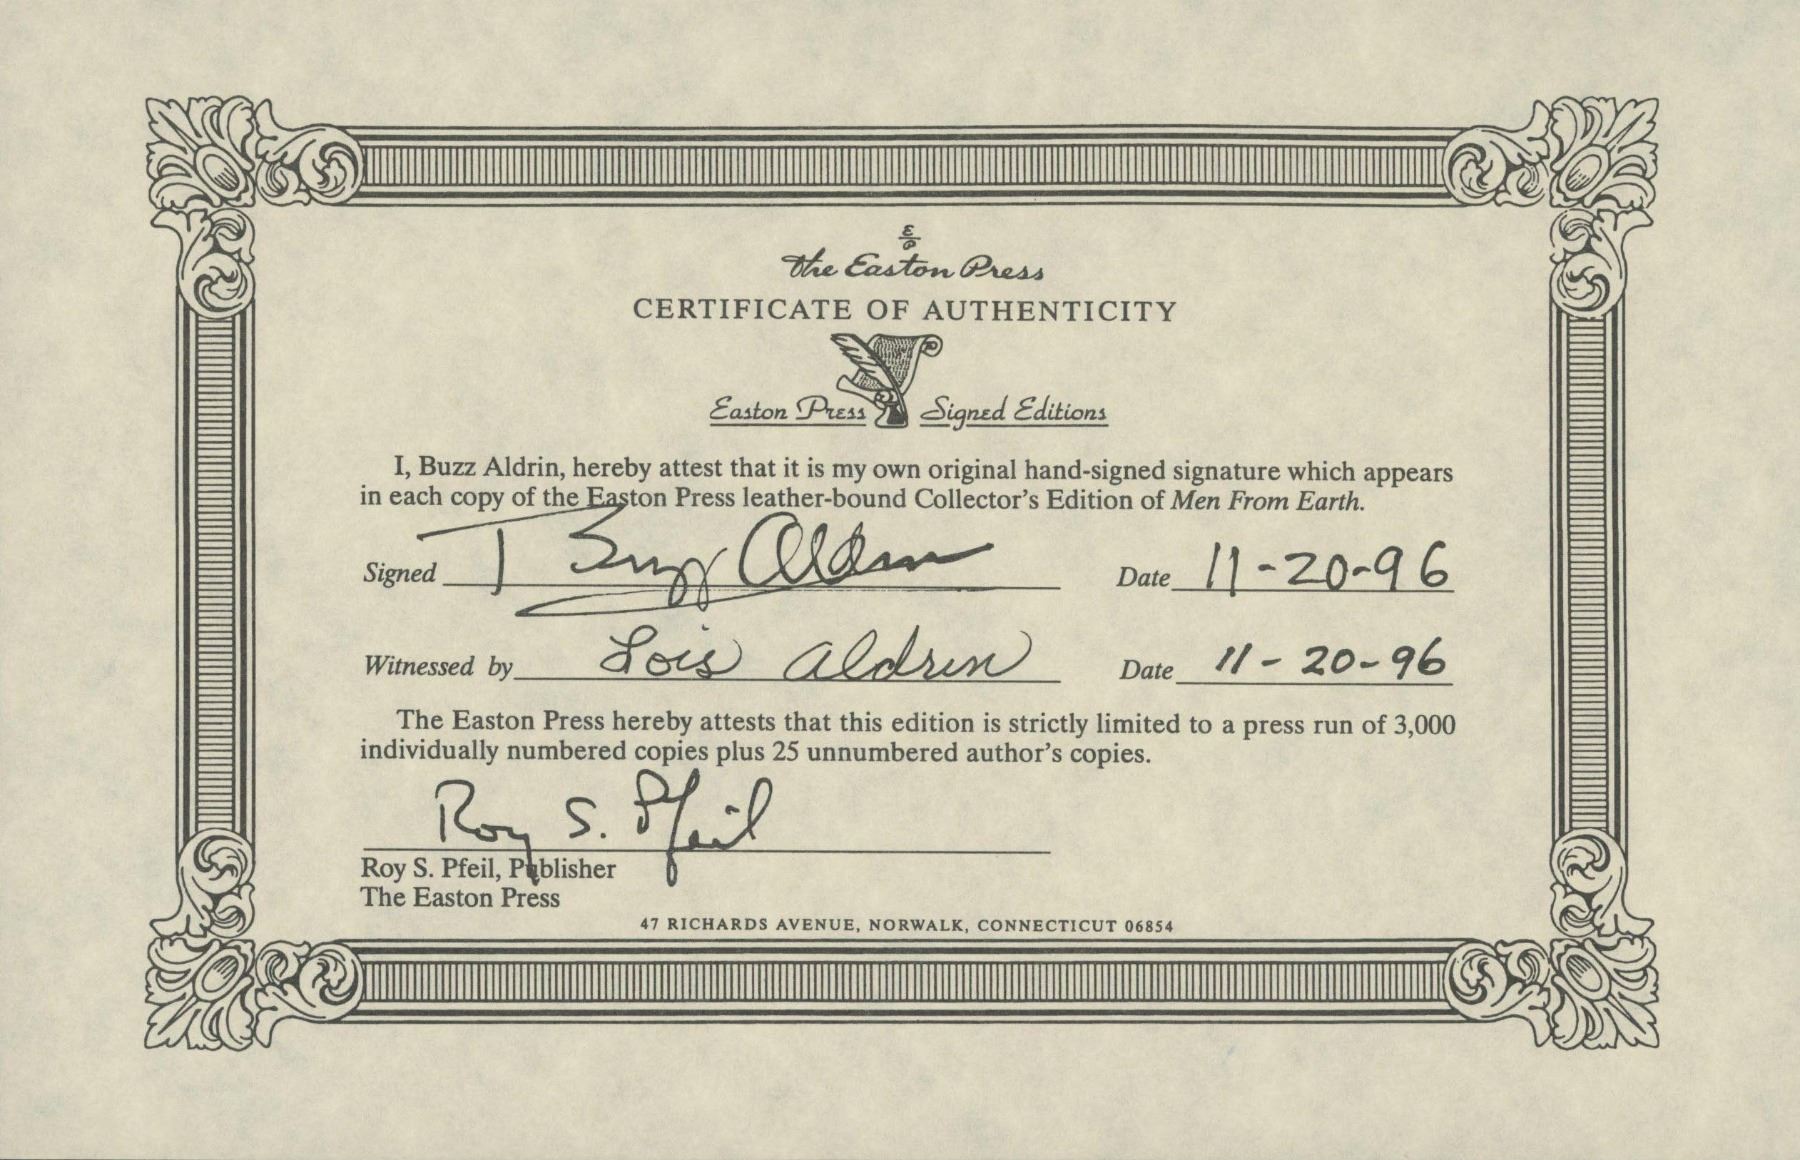 E/P
The Easton Press
CERTIFICATE OF AUTHENTICITY
Easton Press Signed Editions
I, Buzz Aldrin, hereby attest that it is my own original hand-signed signature which appears
in each copy of the Easton Press leather-bound Collector's Edition of Men From Earth.
Signed Buzz Aldrin Date 11-20-96
Witnessed by Lois Aldrin Date 11-20-96
The Easton Press hereby attests that this edition is strictly limited to a press run of 3,000
individually numbered copies plus 25 unnumbered author's copies.
Roy S. Pfeil
Roy S. Pfeil, Publisher
The Easton Press
47 RICHARDS AVENUE, NORWALK, CONNECTICUT 06854